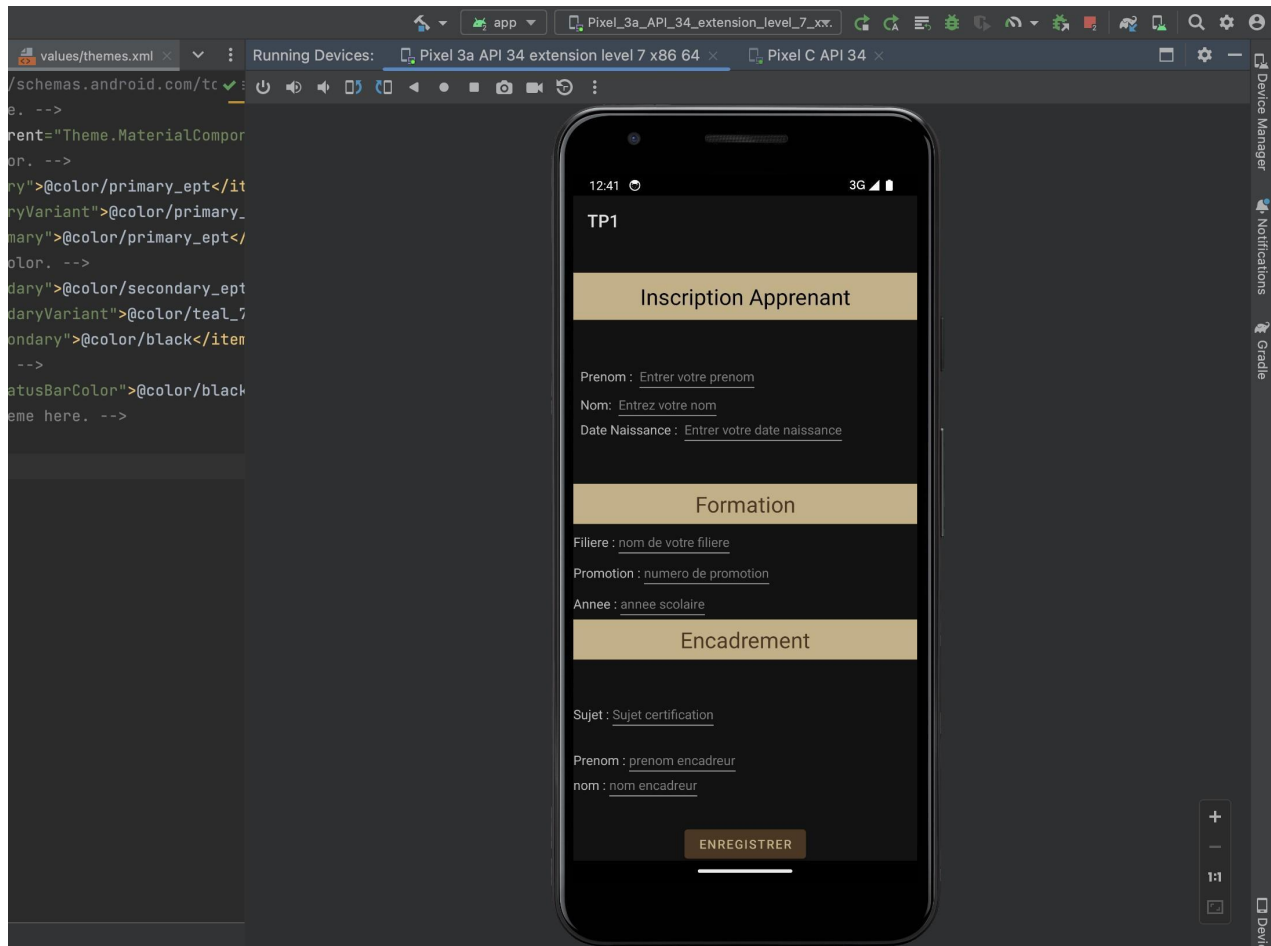 app
Pixel_3a_API_34_extension_level_7_xx.
values/themes.xml
Running Devices:
Pixel 3a API 34 extension level 7 x86 64
Pixel C API 34
/schemas.android.com/to
e. -->
rent="Theme.MaterialCompon
or. -->
ry">@color/primary_ept</it
ryVariant">@color/primary_
mary">@color/primary_ept</
olor. -->
dary">@color/secondary_ept
daryVariant">@color/teal_7
ondary">@color/black</item
-->
atusBarColor">@color/black
eme here. -->
12:41
3G
TP1
Inscription Apprenant
Prenom : Entrer votre prenom
Nom: Entrez votre nom
Date Naissance : Entrer votre date naissance
Formation
Filiere : nom de votre filiere
Promotion : numero de promotion
Annee : annee scolaire
Encadrement
Sujet : Sujet certification
Prenom : prenom encadreur
nom : nom encadreur
ENREGISTRER
Device Manager
Notifications
Gradle
1:1
Devic